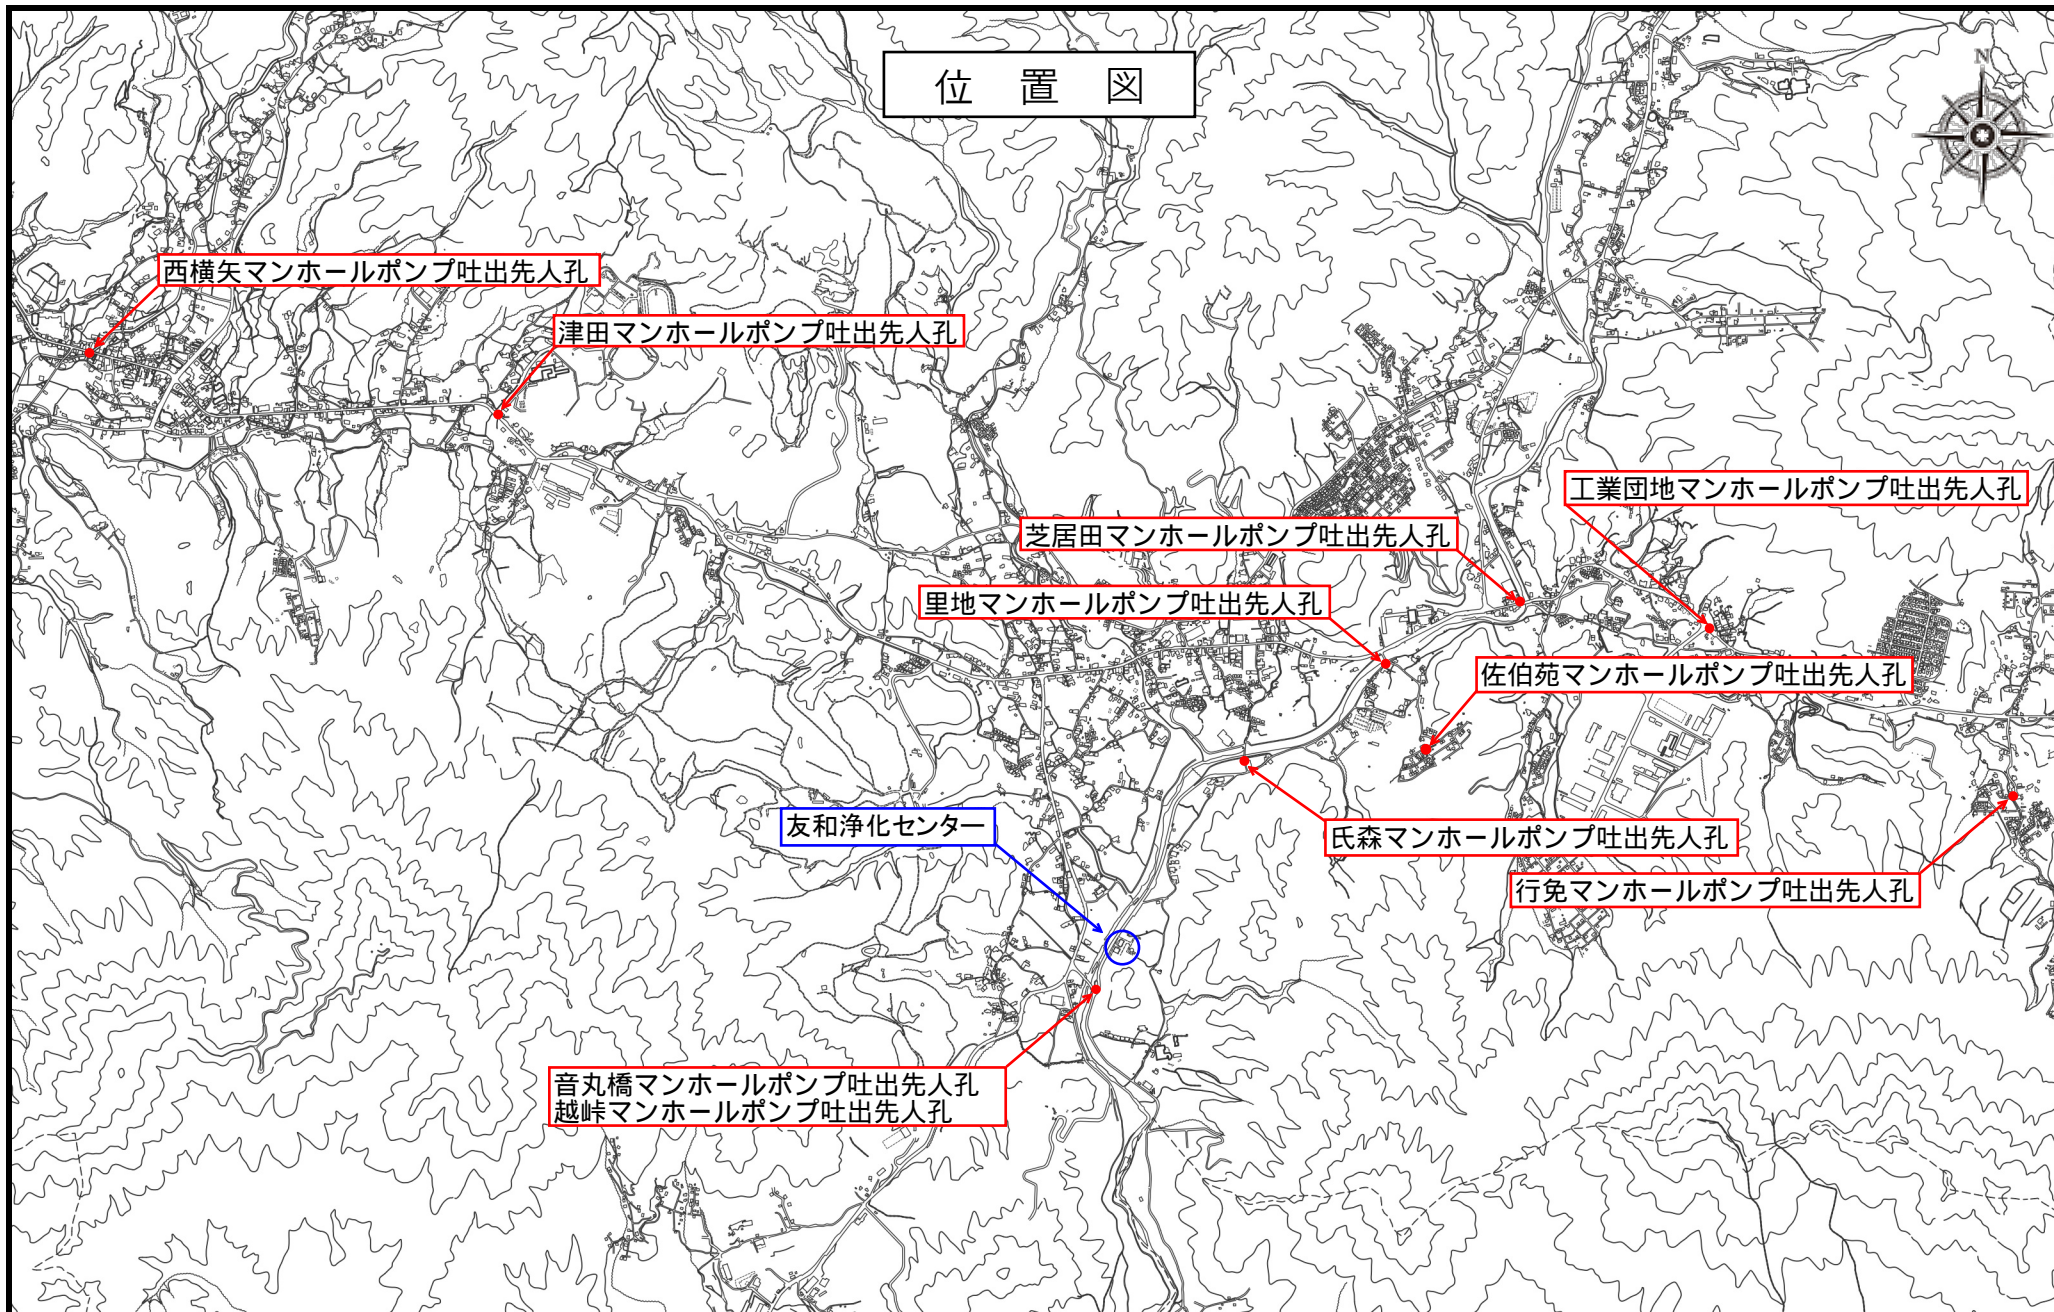 位置図
N
西横矢マンホールポンプ吐出先人孔
津田マンホールポンプ吐出先人孔
工業団地マンホールポンプ吐出先人孔
芝居田マンホールポンプ吐出先人孔
里地マンホールポンプ吐出先人孔
佐伯苑マンホールポンプ吐出先人孔
友和浄化センター
氏森マンホールポンプ吐出先人孔
行免マンホールポンプ吐出先人孔
音丸橋マンホールポンプ吐出先人孔
越峠マンホールポンプ吐出先人孔